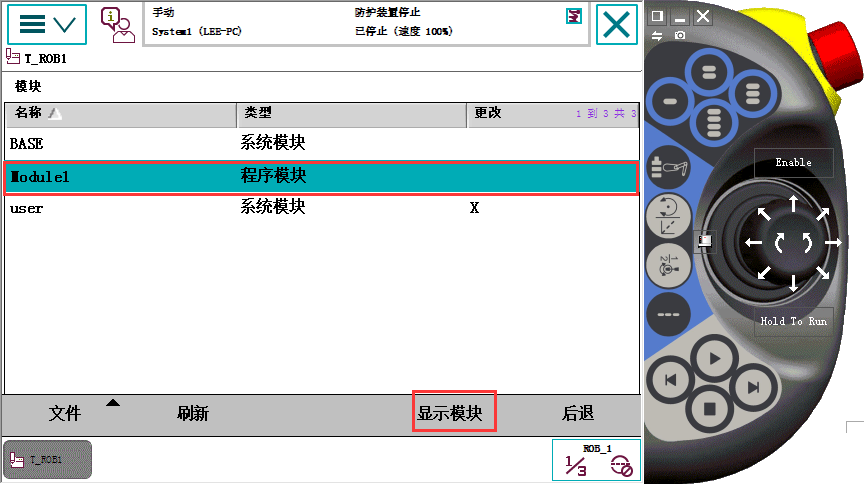 手动
防护装置停止
System1 (LEE-PC)
已停止 (速度 100%)
T_ROB1
模块
名称 类型 更改 1 到 3 共 3
BASE 系统模块
Module1 程序模块
user 系统模块 X
文件 刷新 显示模块 后退
T_ROB1
ROB_1
1/3
Enable
1/2
Hold To Run